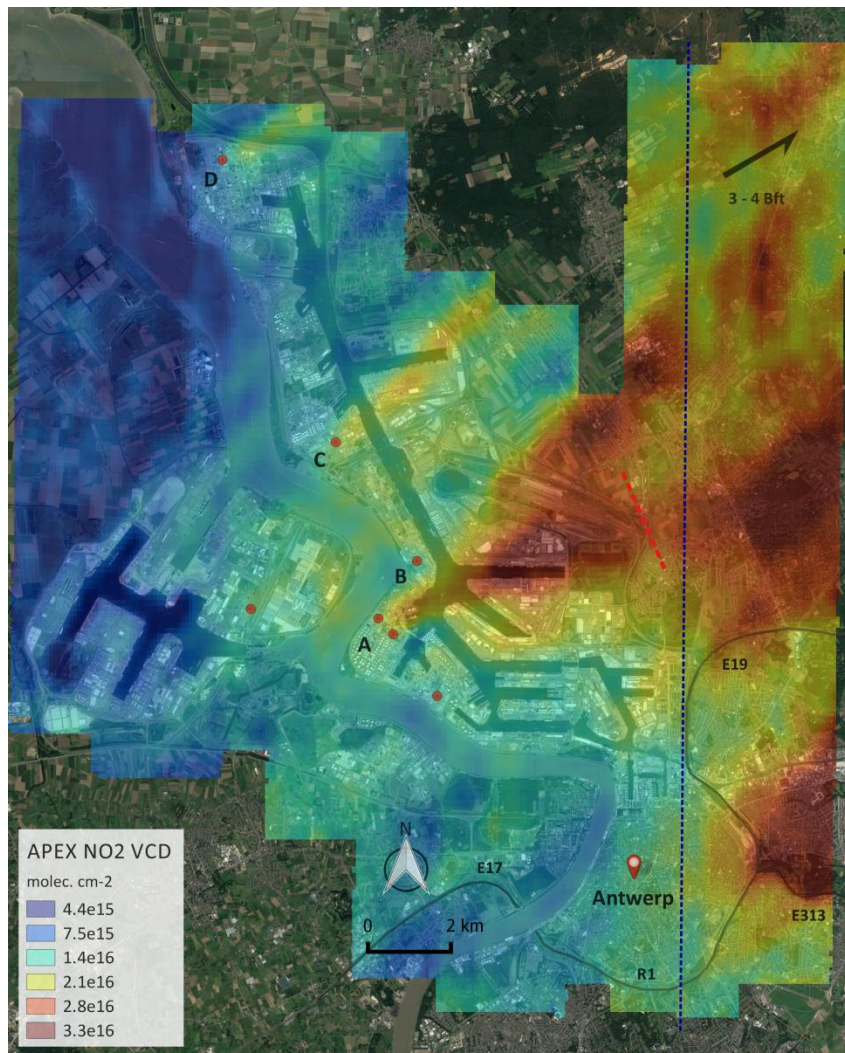 D
3 - 4 Bft
C
B
A
E19
APEX NO2 VCD
molec. cm-2
4.4e15
7.5e15
1.4e16
2.1e16
2.8e16
3.3e16
N
0 2 km
E17
Antwerp
E313
R1